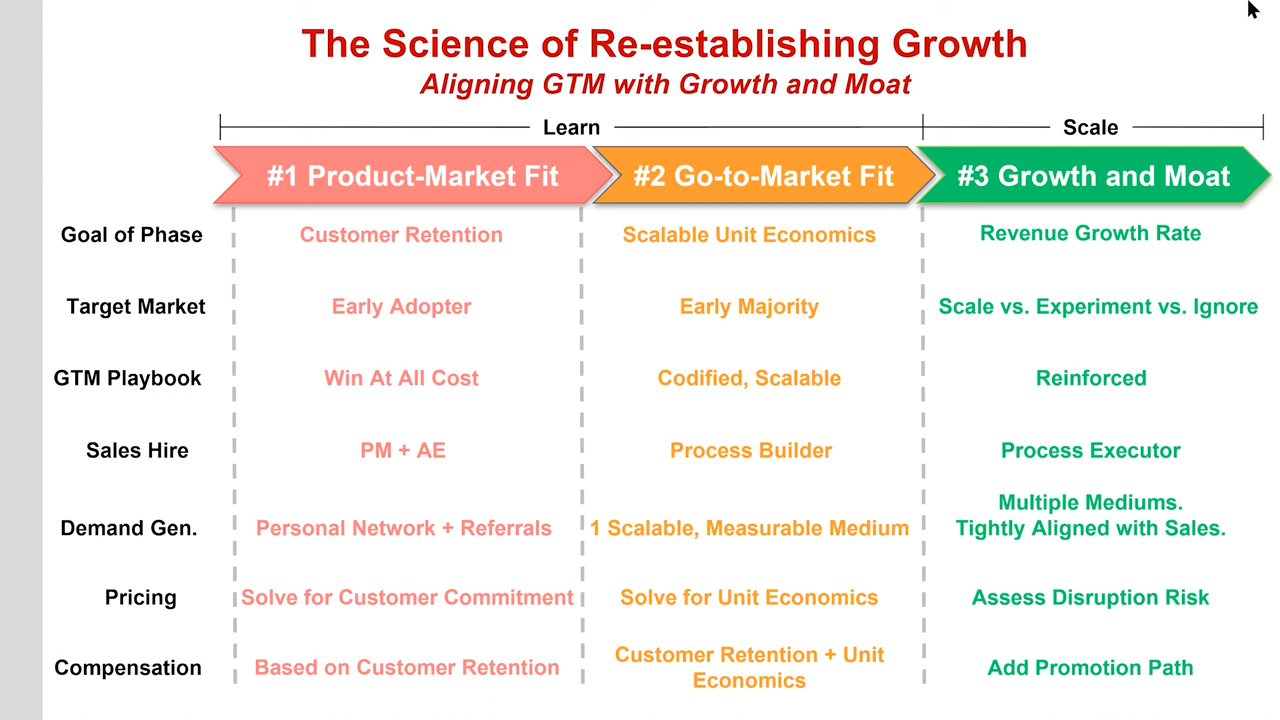 The Science of Re-establishing Growth
Aligning GTM with Growth and Moat
Learn
Scale
#1 Product-Market Fit
#2 Go-to-Market Fit
#3 Growth and Moat
Goal of Phase
Customer Retention
Scalable Unit Economics
Revenue Growth Rate
Target Market
Early Adopter
Early Majority
Scale vs. Experiment vs. Ignore
GTM Playbook
Win At All Cost
Codified, Scalable
Reinforced
Sales Hire
PM + AE
Process Builder
Process Executor
Demand Gen.
Personal Network + Referrals
1 Scalable, Measurable Medium
Multiple Mediums.
Tightly Aligned with Sales.
Pricing
Solve for Customer Commitment
Solve for Unit Economics
Assess Disruption Risk
Compensation
Based on Customer Retention
Customer Retention + Unit
Economics
Add Promotion Path